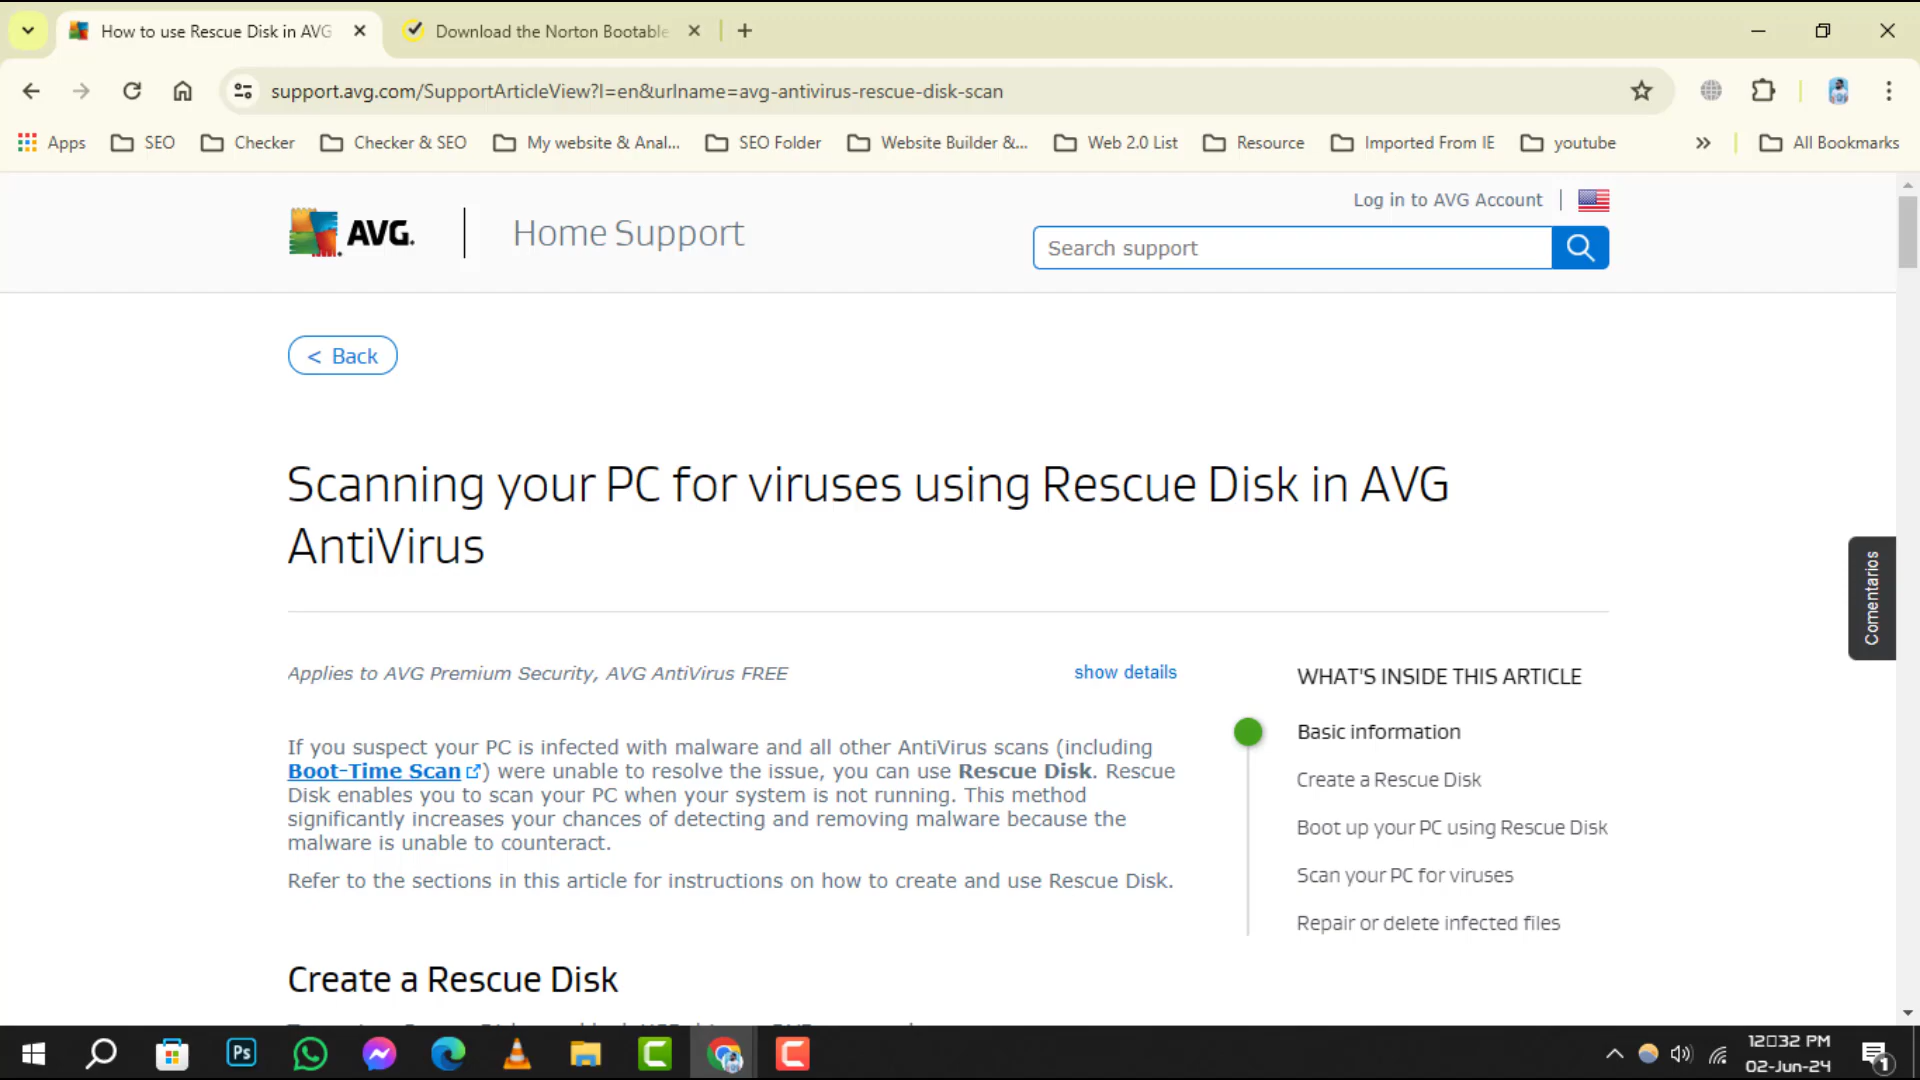 How to use Rescue Disk in AVG
Download the Norton Bootable
support.avg.com/SupportArticleView?l=en&urlname=avg-antivirus-rescue-disk-scan
Apps SEO Checker Checker & SEO My website & Anal... SEO Folder Website Builder &... Web 2.0 List Resource Imported From IE youtube » All Bookmarks
Log in to AVG Account
AVG. Home Support
Search support
< Back
Scanning your PC for viruses using Rescue Disk in AVG
AntiVirus
Comentarios
Applies to AVG Premium Security, AVG AntiVirus FREE
show details
If you suspect your PC is infected with malware and all other AntiVirus scans (including
Boot-Time Scan) were unable to resolve the issue, you can use Rescue Disk. Rescue
Disk enables you to scan your PC when your system is not running. This method
significantly increases your chances of detecting and removing malware because the
malware is unable to counteract.
Refer to the sections in this article for instructions on how to create and use Rescue Disk.
Create a Rescue Disk
WHAT'S INSIDE THIS ARTICLE
Basic information
Create a Rescue Disk
Boot up your PC using Rescue Disk
Scan your PC for viruses
Repair or delete infected files
Ps
12▯32 PM
02-Jun-24
1